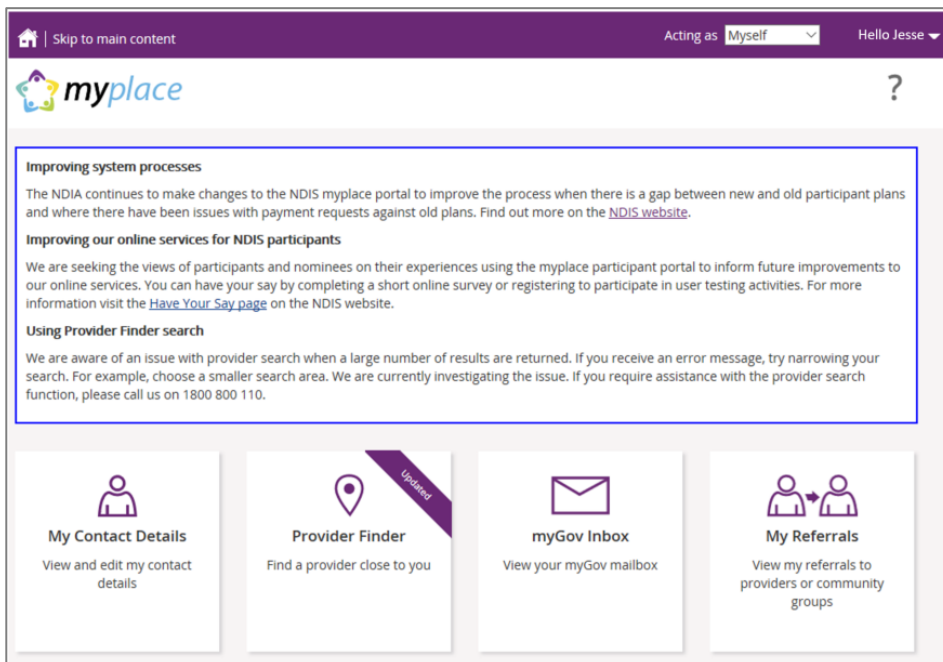 Skip to main content
Acting as Myself
Hello Jesse
myplace
?
Improving system processes
The NDIA continues to make changes to the NDIS myplace portal to improve the process when there is a gap between new and old participant plans
and where there have been issues with payment requests against old plans. Find out more on the NDIS website.
Improving our online services for NDIS participants
We are seeking the views of participants and nominees on their experiences using the myplace participant portal to inform future improvements to
our online services. You can have your say by completing a short online survey or registering to participate in user testing activities. For more
information visit the Have Your Say page on the NDIS website.
Using Provider Finder search
We are aware of an issue with provider search when a large number of results are returned. If you receive an error message, try narrowing your
search. For example, choose a smaller search area. We are currently investigating the issue. If you require assistance with the provider search
function, please call us on 1800 800 110.
My Contact Details
View and edit my contact
details
Updated
Provider Finder
Find a provider close to you
myGov Inbox
View your myGov mailbox
My Referrals
View my referrals to
providers or community
groups